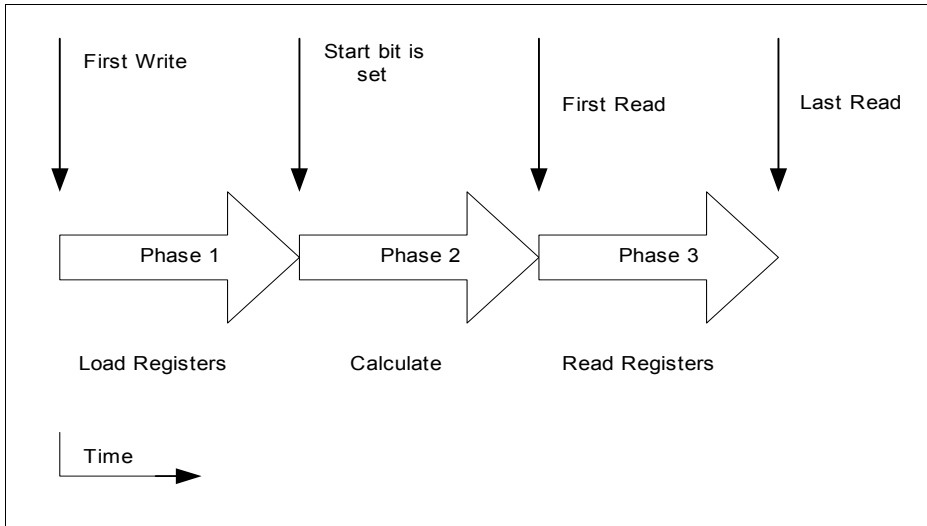 First Write
Start bit is
set
First Read
Last Read
Phase 1
Phase 2
Phase 3
Load Registers
Calculate
Read Registers
Time